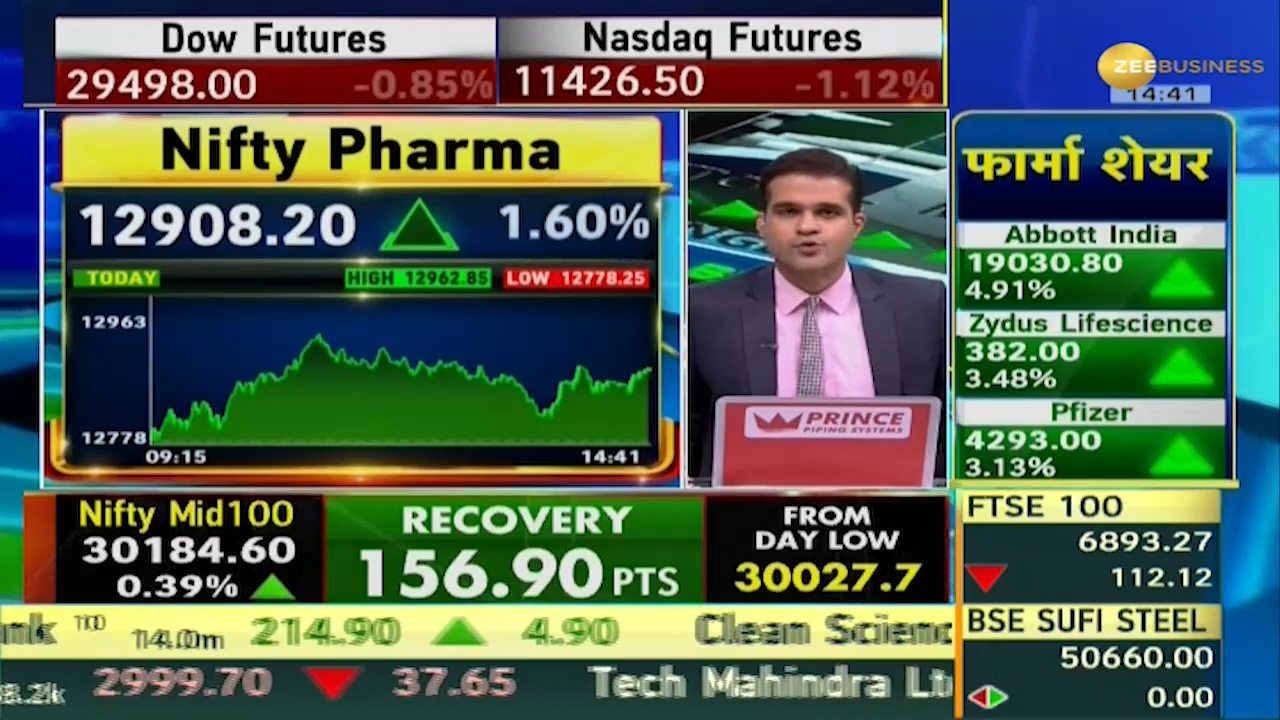 Dow Futures
29498.00 -0.85%
Nasdaq Futures
11426.50 -1.12%
ZEEBUSINESS
14:41
Nifty Pharma
12908.20 1.60%
TODAY HIGH 12962.85 LOW 12778.25
12963
12778
09:15 14:41
PRINCE
PIPING SYSTEMS
फार्मा शेयर
Abbott India
19030.80
4.91%
Zydus Lifescience
382.00
3.48%
Pfizer
4293.00
3.13%
Nifty Mid100
30184.60
0.39%
RECOVERY
156.90 PTS
FROM
DAY LOW
30027.7
FTSE 100
6893.27
112.12
BSE SUFI STEEL
50660.00
0.00
214.90 4.90 Clean Scienc
2999.70 37.65 Tech Mahindra Lt